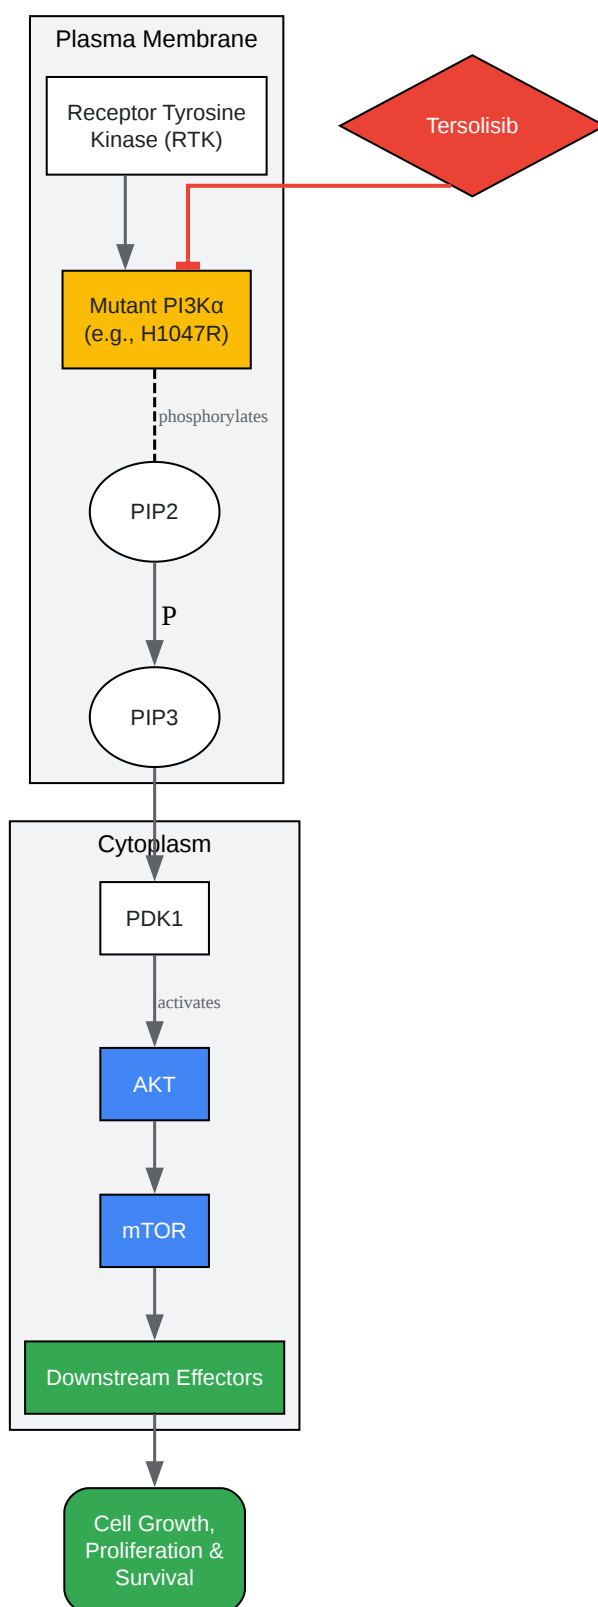 Plasma Membrane
Receptor Tyrosine
Kinase (RTK)
Tersolisib
Mutant PI3Kα
(e.g., H1047R)
phosphorylates
PIP2
P
PIP3
Cytoplasm
PDK1
activates
AKT
mTOR
Downstream Effectors
Cell Growth,
Proliferation &
Survival